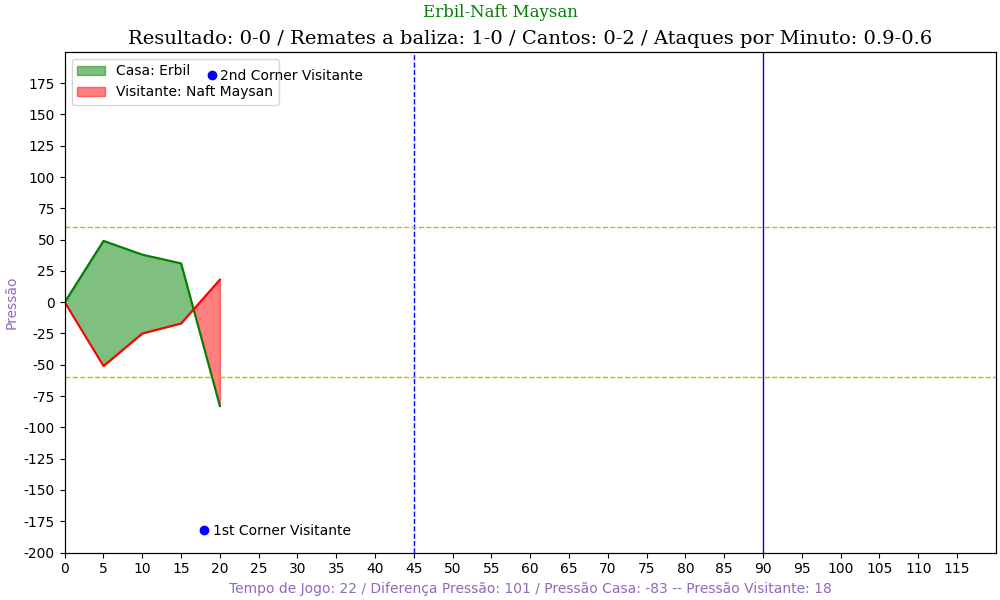 Erbil-Naft Maysan
Resultado: 0-0 / Remates a baliza: 1-0 / Cantos: 0-2 / Ataques por Minuto: 0.9-0.6
Casa: Erbil
Visitante: Naft Maysan
2nd Corner Visitante
1st Corner Visitante
Pressão
175
150
125
100
75
50
25
0
-25
-50
-75
-100
-125
-150
-175
-200
0 5 10 15 20 25 30 35 40 45 50 55 60 65 70 75 80 85 90 95 100 105 110 115
Tempo de Jogo: 22 / Diferença Pressão: 101 / Pressão Casa: -83 -- Pressão Visitante: 18